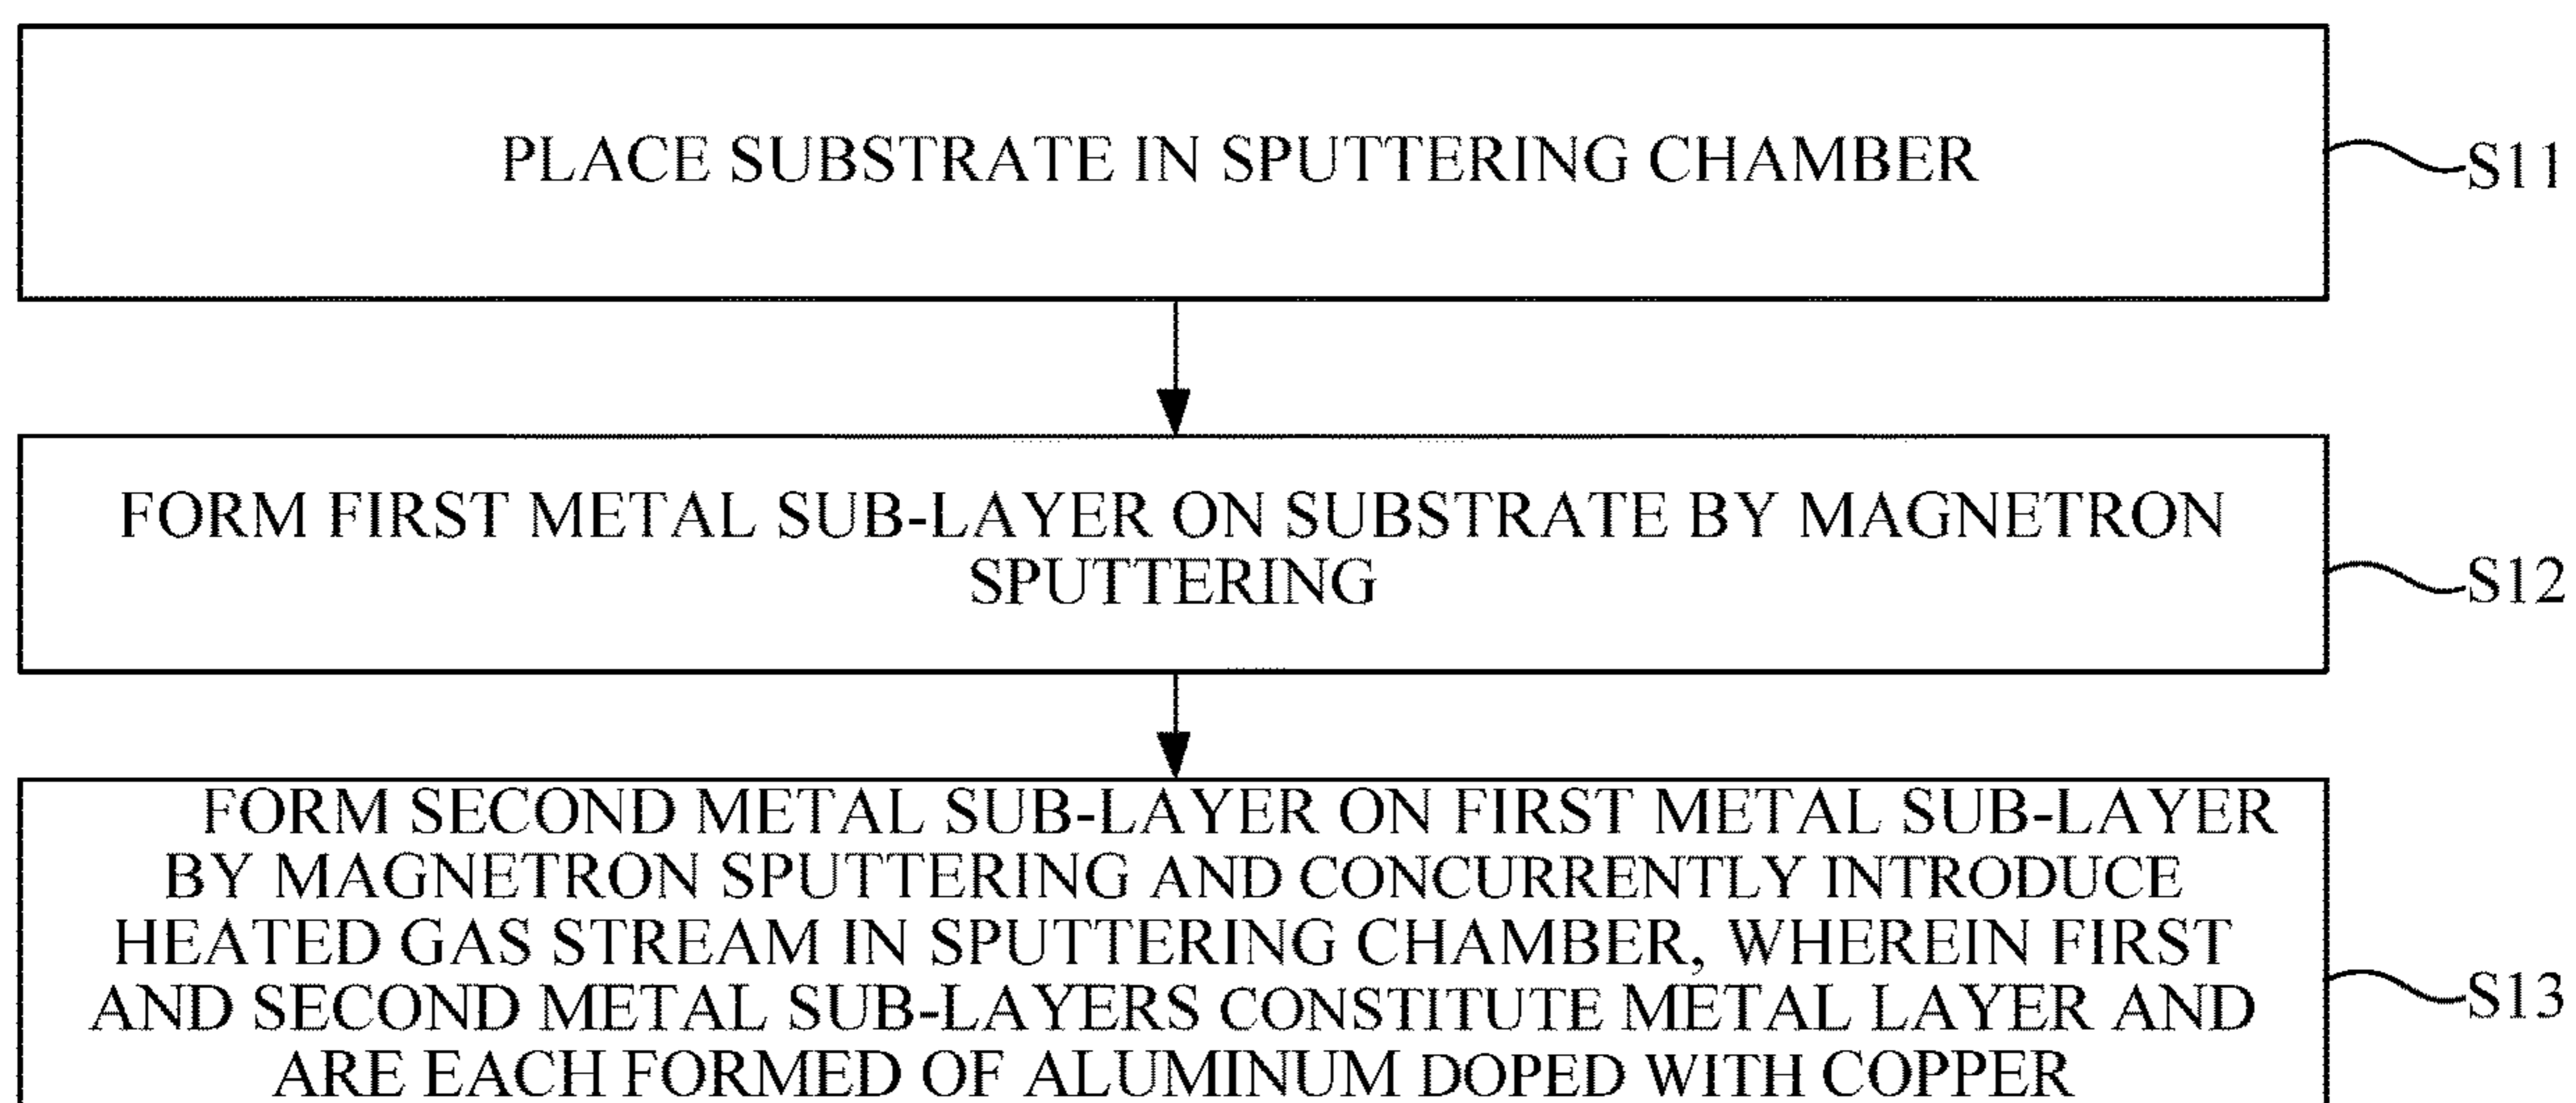 PLACE SUBSTRATE IN SPUTTERING CHAMBER
S11
FORM FIRST METAL SUB-LAYER ON SUBSTRATE BY MAGNETRON
SPUTTERING
S12
FORM SECOND METAL SUB-LAYER ON FIRST METAL SUB-LAYER
BY MAGNETRON SPUTTERING AND CONCURRENTLY INTRODUCE
HEATED GAS STREAM IN SPUTTERING CHAMBER, WHEREIN FIRST
AND SECOND METAL SUB-LAYERS CONSTITUTE METAL LAYER AND
ARE EACH FORMED OF ALUMINUM DOPED WITH COPPER
S13